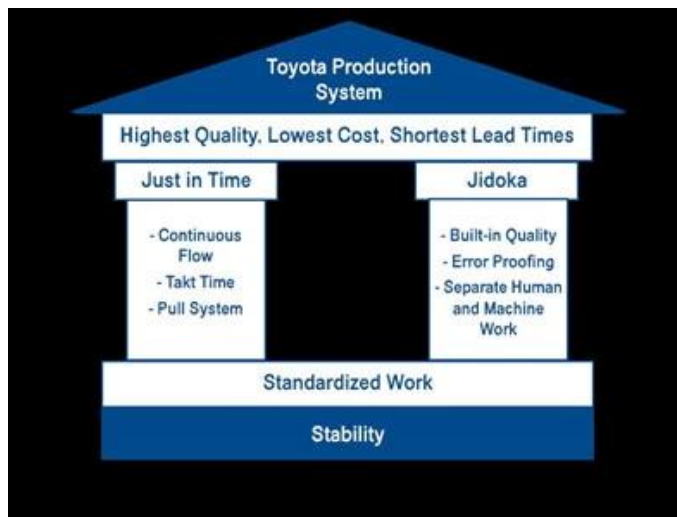 Toyota Production
System
Highest Quality, Lowest Cost, Shortest Lead Times
Just in Time
- Continuous
Flow
- Takt Time
- Pull System
Jidoka
- Built-in Quality
- Error Proofing
- Separate Human
and Machine
Work
Standardized Work
Stability